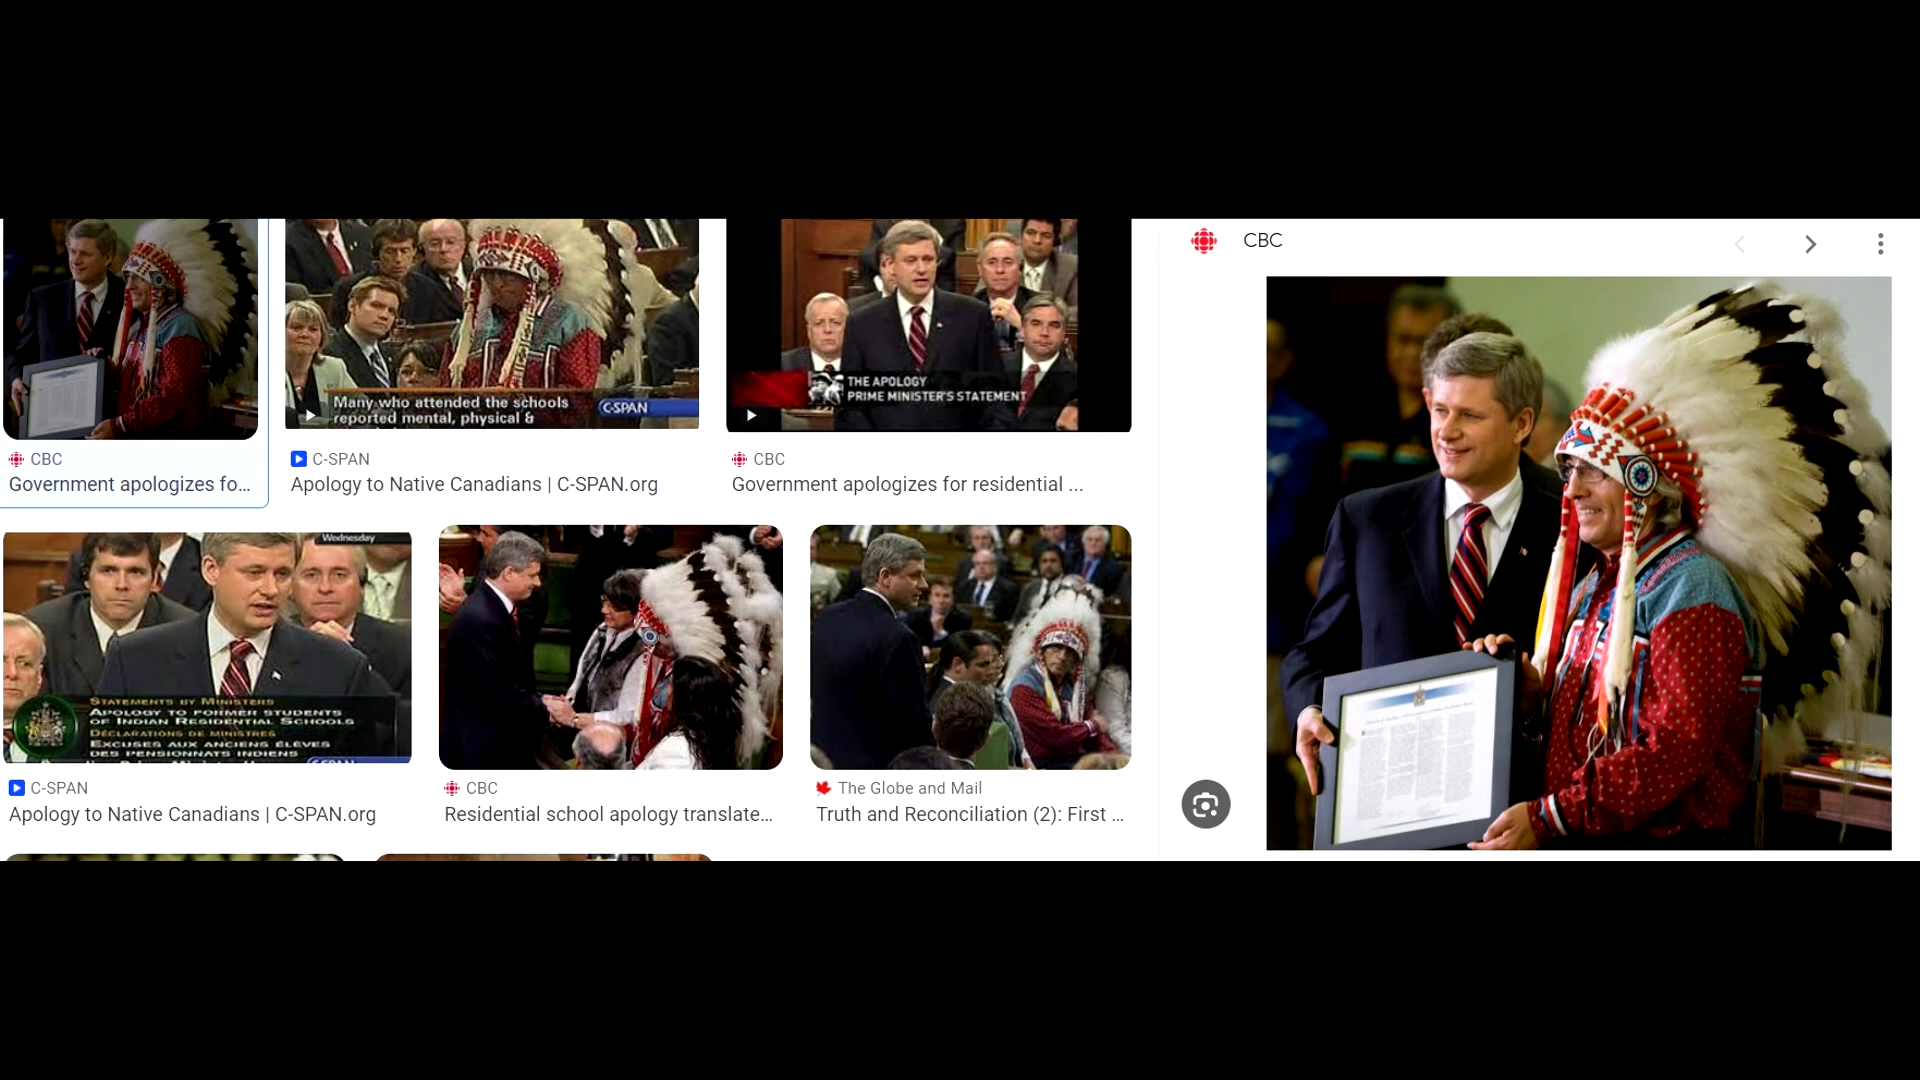 CBC
Many who attended the schools
reported mental, physical &
C-SPAN
THE APOLOGY
PRIME MINISTER'S STATEMENT
CBC
Government apologizes fo...
C-SPAN
Apology to Native Canadians | C-SPAN.org
CBC
Government apologizes for residential ...
Wednesday
STATEMENTS BY MINISTERS
APOLOGY TO FORMER STUDENTS
OF INDIAN RESIDENTIAL SCHOOLS
DÉCLARATIONS DE MINISTRES
EXCUSES AUX ANCIENS ÉLÈVES
DES PENSIONNATS INDIENS
C-SPAN
C-SPAN
Apology to Native Canadians | C-SPAN.org
CBC
Residential school apology translate...
The Globe and Mail
Truth and Reconciliation (2): First ...